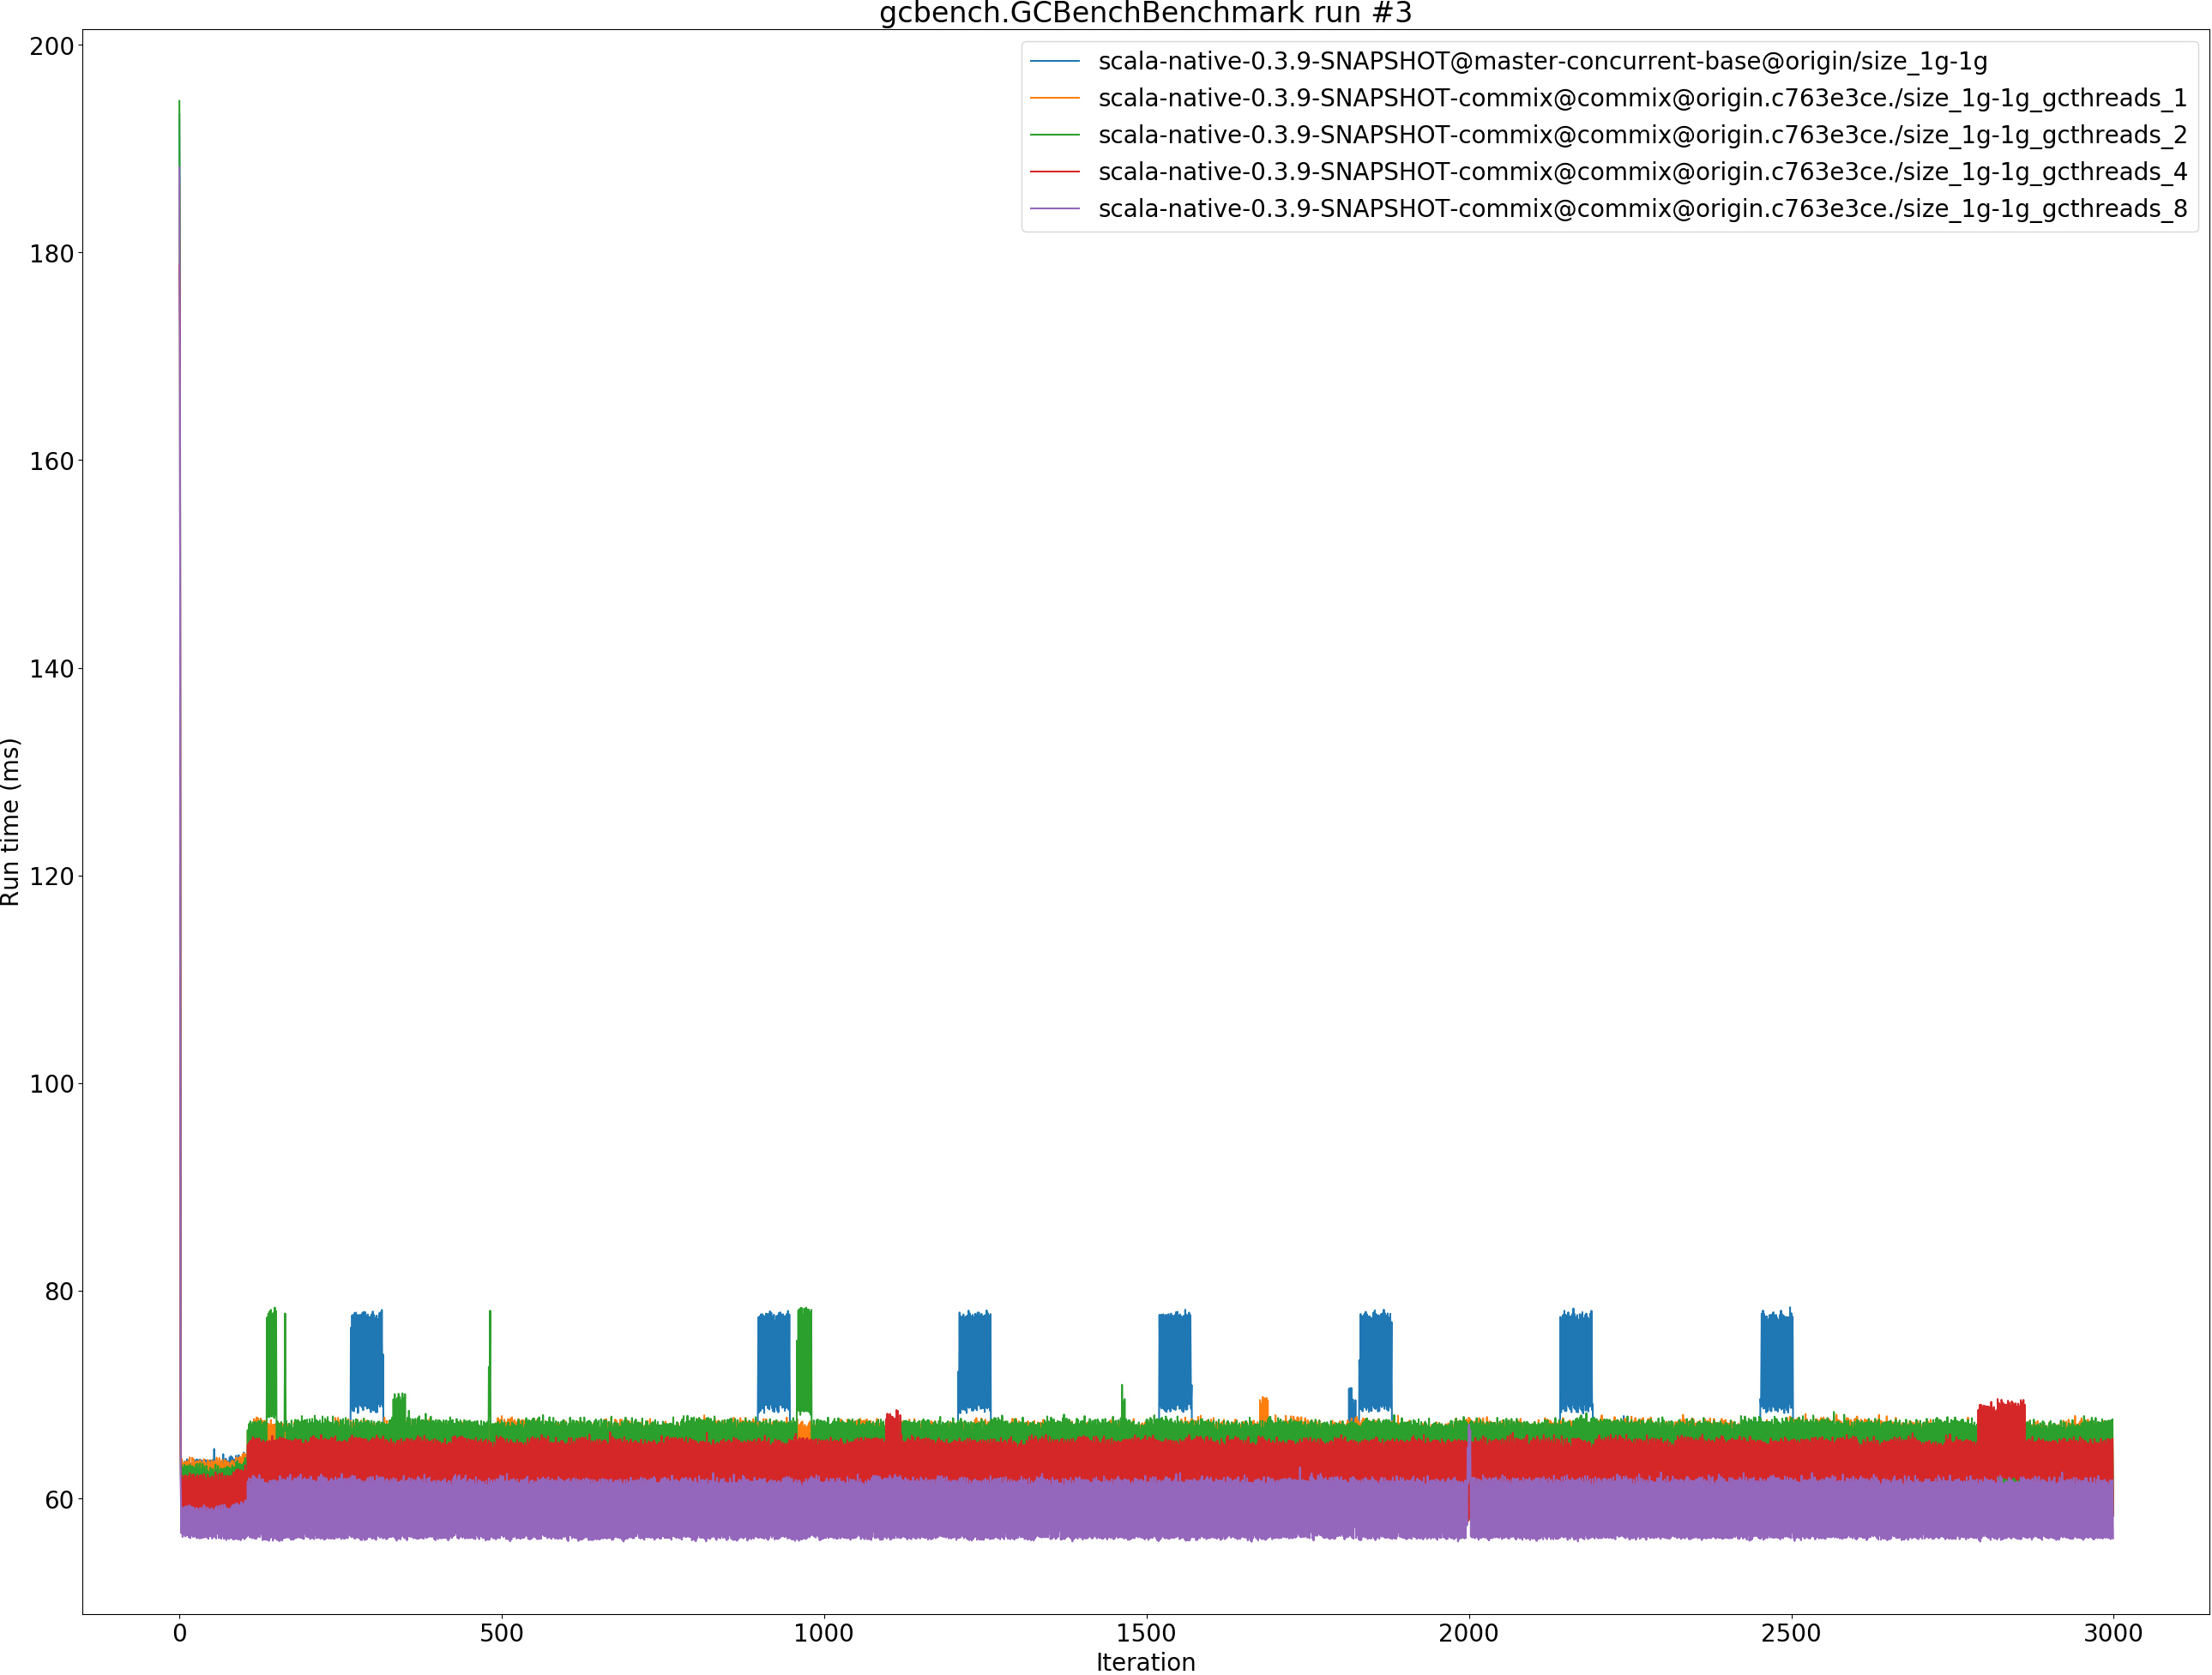 gcbench.GCBenchBenchmark run #3
scala-native-0.3.9-SNAPSHOT@master-concurrent-base@origin/size_1g-1g
scala-native-0.3.9-SNAPSHOT-commix@commix@origin.c763e3ce./size_1g-1g_gcthreads_1
scala-native-0.3.9-SNAPSHOT-commix@commix@origin.c763e3ce./size_1g-1g_gcthreads_2
scala-native-0.3.9-SNAPSHOT-commix@commix@origin.c763e3ce./size_1g-1g_gcthreads_4
scala-native-0.3.9-SNAPSHOT-commix@commix@origin.c763e3ce./size_1g-1g_gcthreads_8
Run time (ms)
200
180
160
140
120
100
80
60
0 500 1000 1500 2000 2500 3000
Iteration